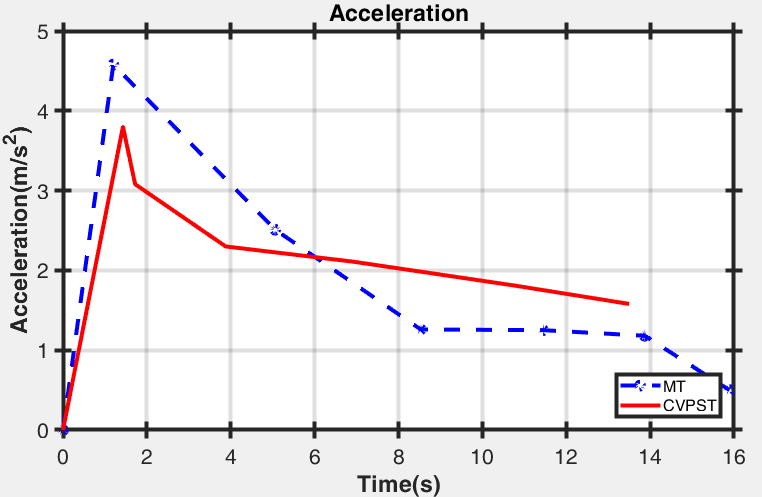 Acceleration
5
4
3
2
1
0
Acceleration(m/s²)
0 2 4 6 8 10 12 14 16
Time(s)
MT
CVPST